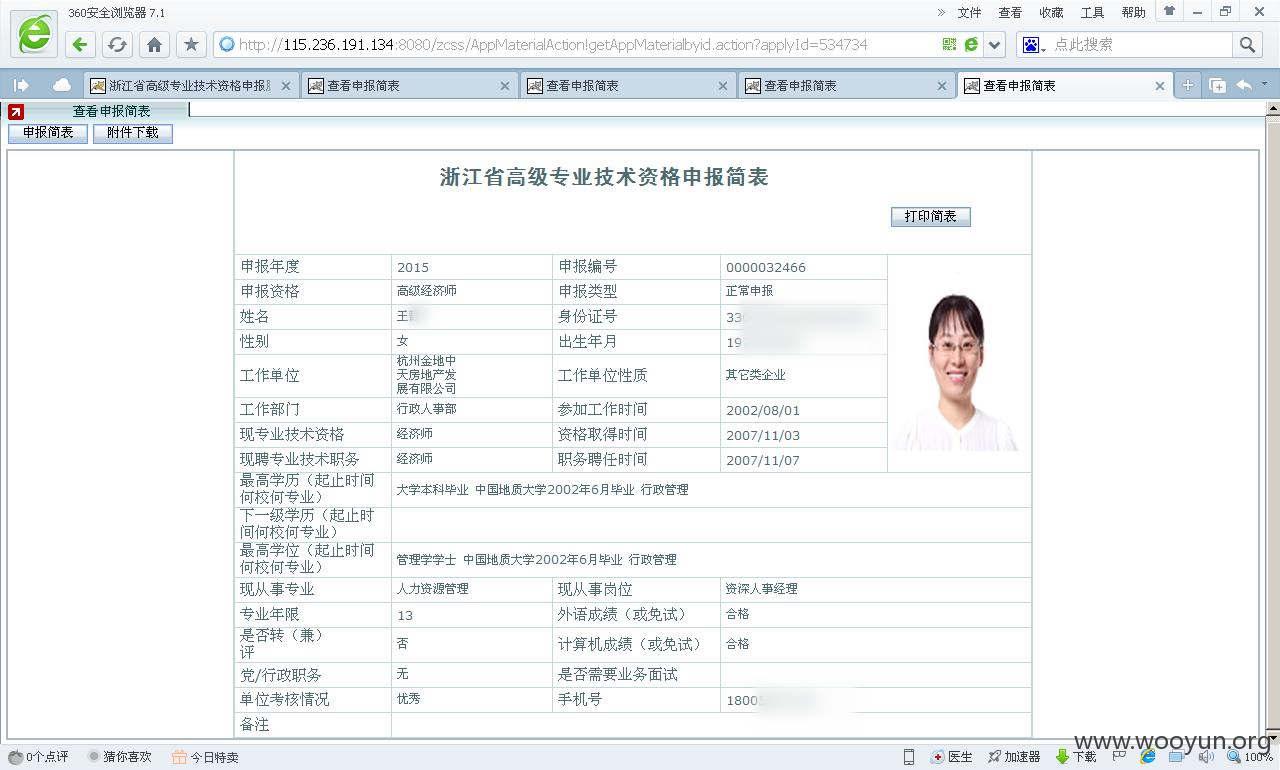 360安全浏览器 7.1
» 文件 查看 收藏 工具 帮助
http://115.236.191.134:8080/zcss/AppMaterialAction!getAppMaterialbyid.action?applyId=534734
点此搜索
浙江省高级专业技术资格申报
查看申报简表
查看申报简表
查看申报简表
查看申报简表
查看申报简表
申报简表 附件下载
浙江省高级专业技术资格申报简表
打印简表
申报年度 2015 申报编号 0000032466
申报资格 高级经济师 申报类型 正常申报
姓名 王 身份证号 330
性别 女 出生年月 19
工作单位 杭州金地中
天房地产发
展有限公司
工作单位性质 其它类企业
工作部门 行政人事部 参加工作时间 2002/08/01
现专业技术资格 经济师 资格取得时间 2007/11/03
现聘专业技术职务 经济师 职务聘任时间 2007/11/07
最高学历（起止时间
何校何专业）
大学本科毕业 中国地质大学2002年6月毕业 行政管理
下一级学历（起止时
间何校何专业）
最高学位（起止时间
何校何专业）
管理学学士 中国地质大学2002年6月毕业 行政管理
现从事专业 人力资源管理 现从事岗位 资深人事经理
专业年限 13 外语成绩（或免试） 合格
是否转（兼）
评
否 计算机成绩（或免试） 合格
党/行政职务 无 是否需要业务面试
单位考核情况 优秀 手机号 1800
备注
www.wooyun.org
0个点评 猜你喜欢 今日特卖 医生 加速器 下载 100%